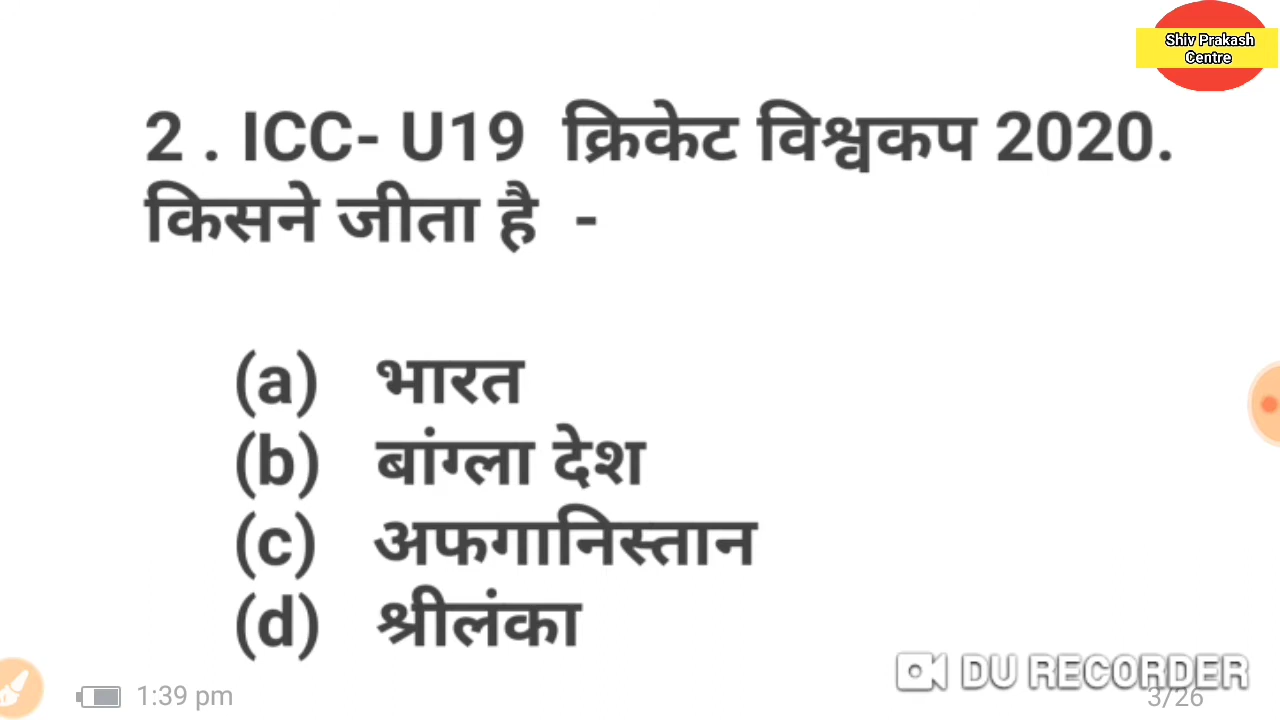 Shiv Prakash
Centre
2 . ICC- U19 क्रिकेट विश्वकप 2020.
किसने जीता है -
(a) भारत
(b) बांग्ला देश
(c) अफगानिस्तान
(d) श्रीलंका
DU RECORDER
1:39 pm
3/26